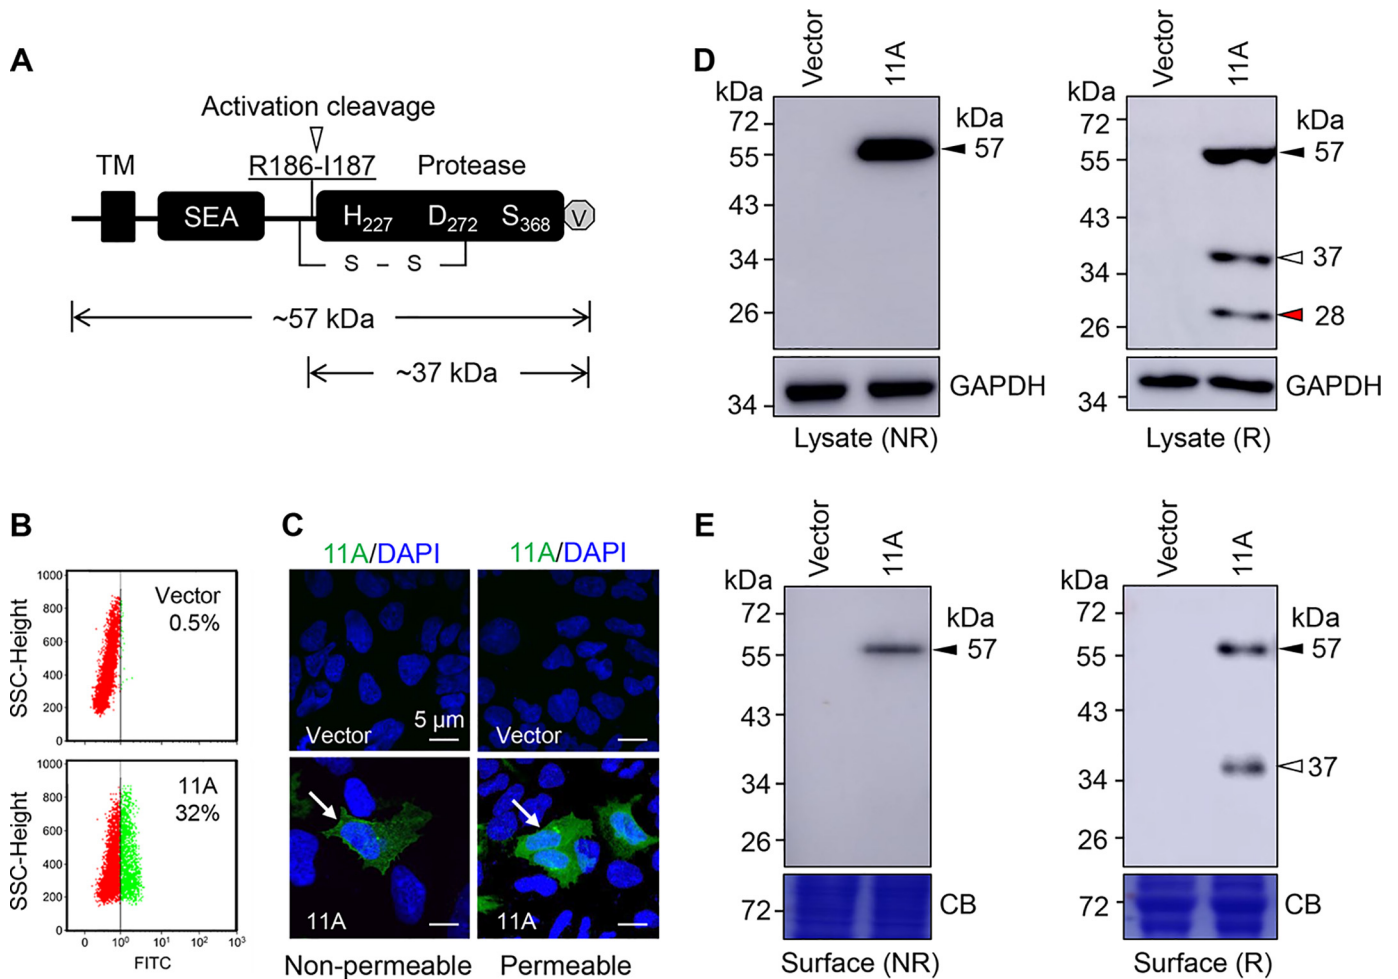 A
Activation cleavage
TM
R186-I187
Protease
SEA
H227
D272
S368
V
S – S
~57 kDa
~37 kDa
B
SSC-Height
1000
800
600
400
200
0
Vector
0.5%
SSC-Height
1000
800
600
400
200
0
11A
32%
0 10⁰ 10¹ 10² 10³
FITC
C
11A/DAPI
11A/DAPI
Vector
5 μm
Vector
11A
11A
Non-permeable
Permeable
D
Vector
11A
kDa
72
55
43
34
26
kDa
57
34
GAPDH
Lysate (NR)
Vector
11A
kDa
72
55
43
34
26
kDa
57
37
28
34
GAPDH
Lysate (R)
E
Vector
11A
kDa
72
55
43
34
26
kDa
57
72
CB
Surface (NR)
Vector
11A
kDa
72
55
43
34
26
kDa
57
37
72
CB
Surface (R)